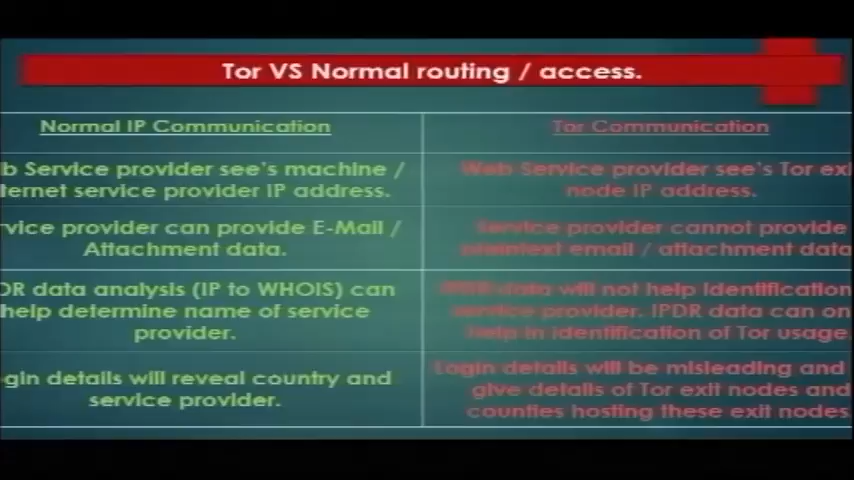 Tor VS Normal routing / access.
Normal IP Communication
Tor Communication
b Service provider see's machine /
ternet service provider IP address.
Web Service provider see's Tor exi
node IP address.
rvice provider can provide E-Mail /
Attachment data.
Service provider cannot provide
plaintext email / attachment data
DR data analysis (IP to WHOIS) can
help determine name of service
provider.
IPDR data will not help identification
service provider. IPDR data can on
help in identification of Tor usage
gin details will reveal country and
service provider.
Login details will be misleading and
give details of Tor exit nodes and
counties hosting these exit nodes.